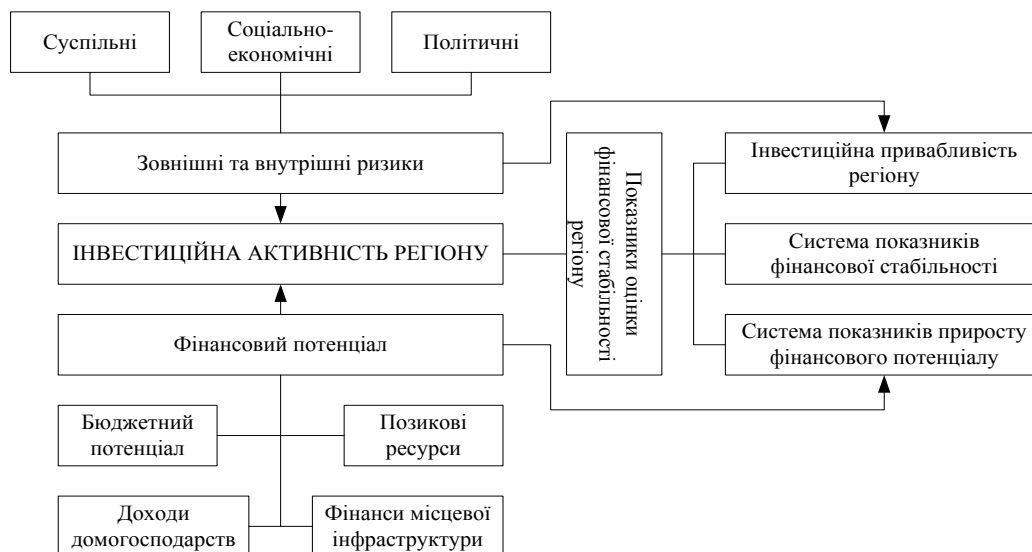 Суспільні
Соціально-
економічні
Політичні
Зовнішні та внутрішні ризики
ІНВЕСТИЦІЙНА АКТИВНІСТЬ РЕГІОНУ
Фінансовий потенціал
Бюджетний
потенціал
Позикові
ресурси
Доходи
домогосподарств
Фінанси місцевої
інфраструктури
Показники оцінки
фінансової стабільності
регіону
Інвестиційна привабливість
регіону
Система показників
фінансової стабільності
Система показників приросту
фінансового потенціалу